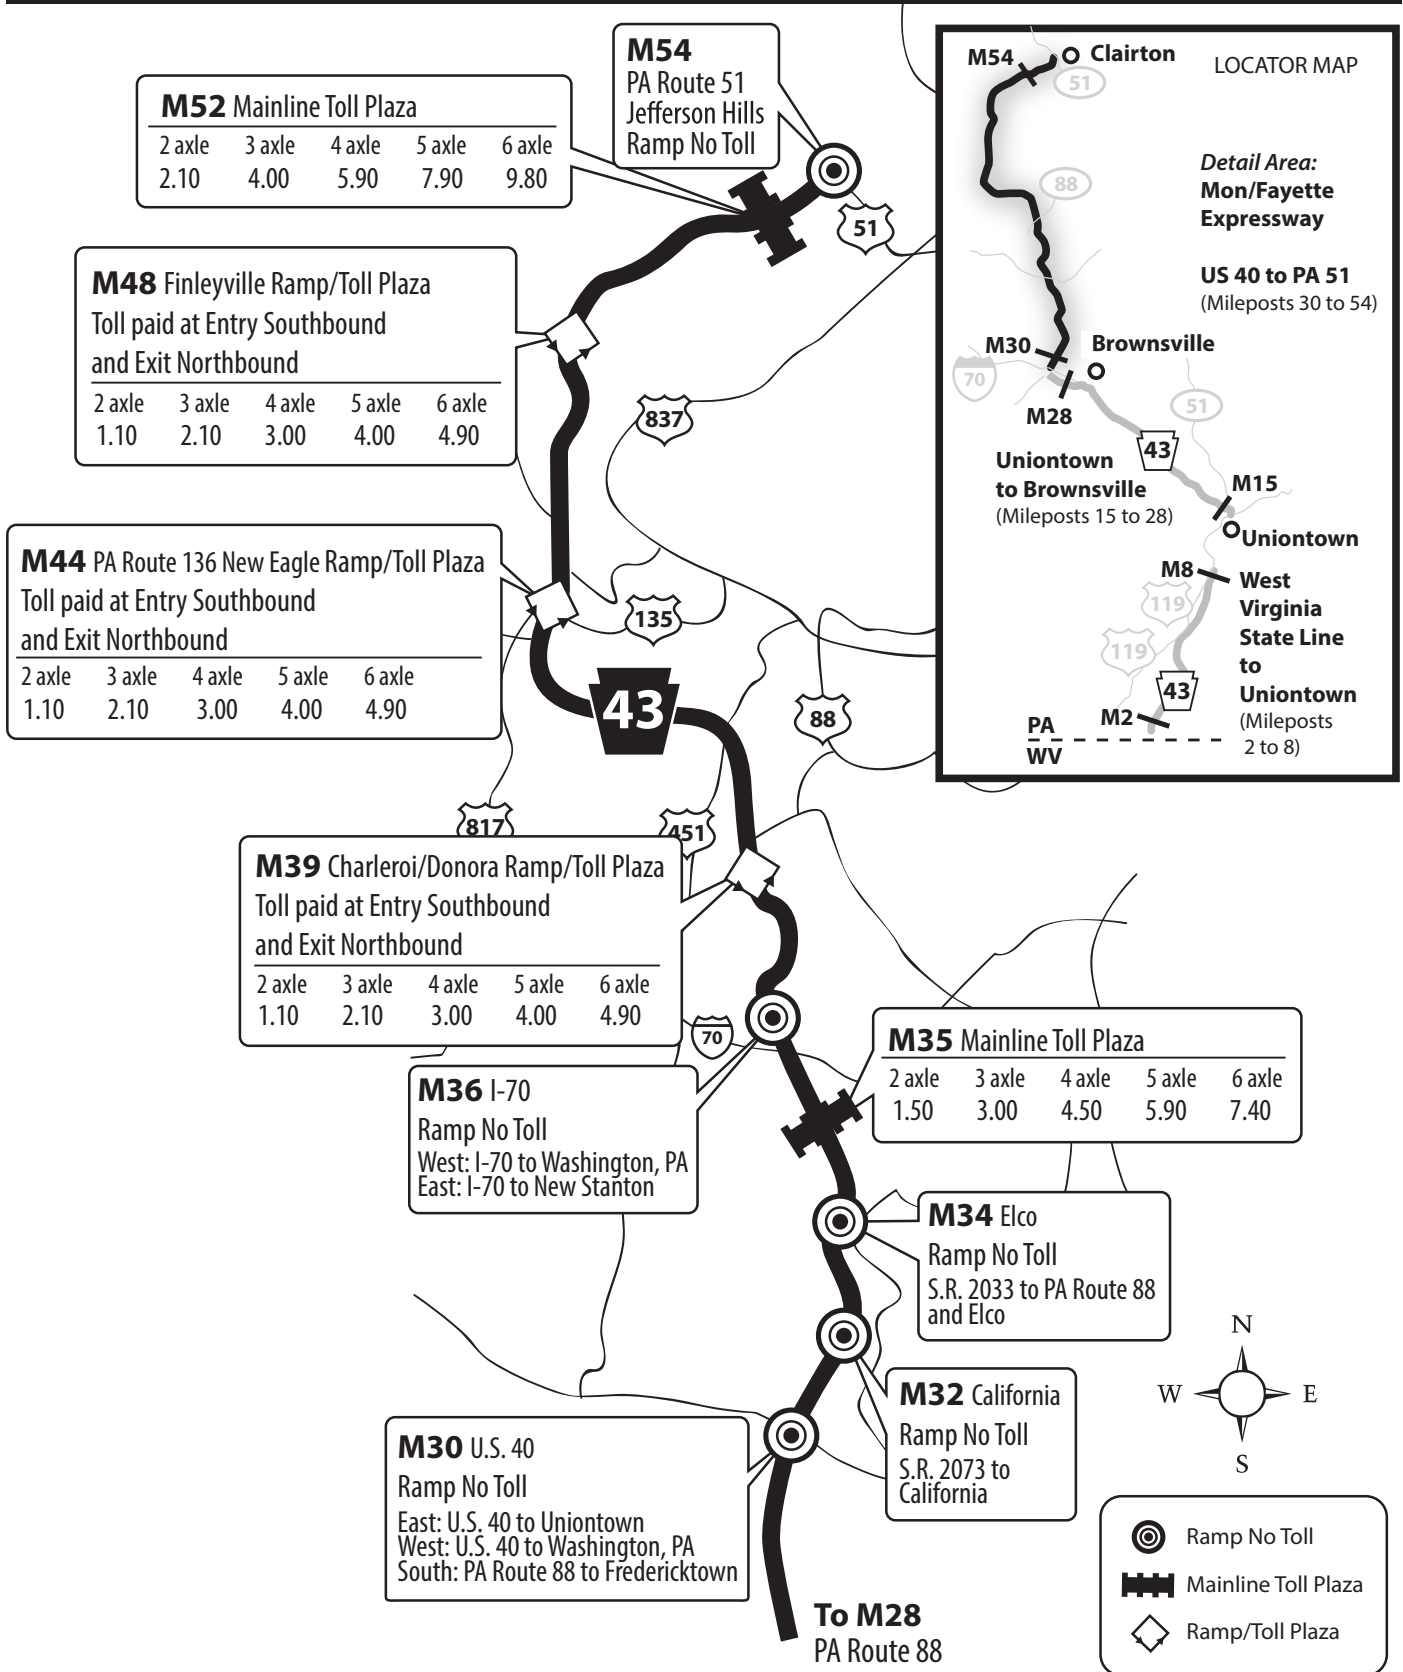 M54
PA Route 51
Jefferson Hills
Ramp No Toll
M52 Mainline Toll Plaza
2 axle 3 axle 4 axle 5 axle 6 axle
2.10 4.00 5.90 7.90 9.80
51
M48 Finleyville Ramp/Toll Plaza
Toll paid at Entry Southbound
and Exit Northbound
2 axle 3 axle 4 axle 5 axle 6 axle
1.10 2.10 3.00 4.00 4.90
837
M44 PA Route 136 New Eagle Ramp/Toll Plaza
Toll paid at Entry Southbound
and Exit Northbound
2 axle 3 axle 4 axle 5 axle 6 axle
1.10 2.10 3.00 4.00 4.90
135
43
88
817
451
M39 Charleroi/Donora Ramp/Toll Plaza
Toll paid at Entry Southbound
and Exit Northbound
2 axle 3 axle 4 axle 5 axle 6 axle
1.10 2.10 3.00 4.00 4.90
70
M36 I-70
Ramp No Toll
West: I-70 to Washington, PA
East: I-70 to New Stanton
M35 Mainline Toll Plaza
2 axle 3 axle 4 axle 5 axle 6 axle
1.50 3.00 4.50 5.90 7.40
M34 Elco
Ramp No Toll
S.R. 2033 to PA Route 88
and Elco
M32 California
Ramp No Toll
S.R. 2073 to
California
M30 U.S. 40
Ramp No Toll
East: U.S. 40 to Uniontown
West: U.S. 40 to Washington, PA
South: PA Route 88 to Fredericktown
To M28
PA Route 88
LOCATOR MAP
M54
Clairton
51
88
Detail Area:
Mon/Fayette
Expressway
US 40 to PA 51
(Mileposts 30 to 54)
M30
Brownsville
70
M28
51
43
Uniontown
to Brownsville
(Mileposts 15 to 28)
M15
Uniontown
M8
119
119
West
Virginia
State Line
to
Uniontown
(Mileposts
2 to 8)
43
M2
PA
WV
N
W E
S
Ramp No Toll
Mainline Toll Plaza
Ramp/Toll Plaza